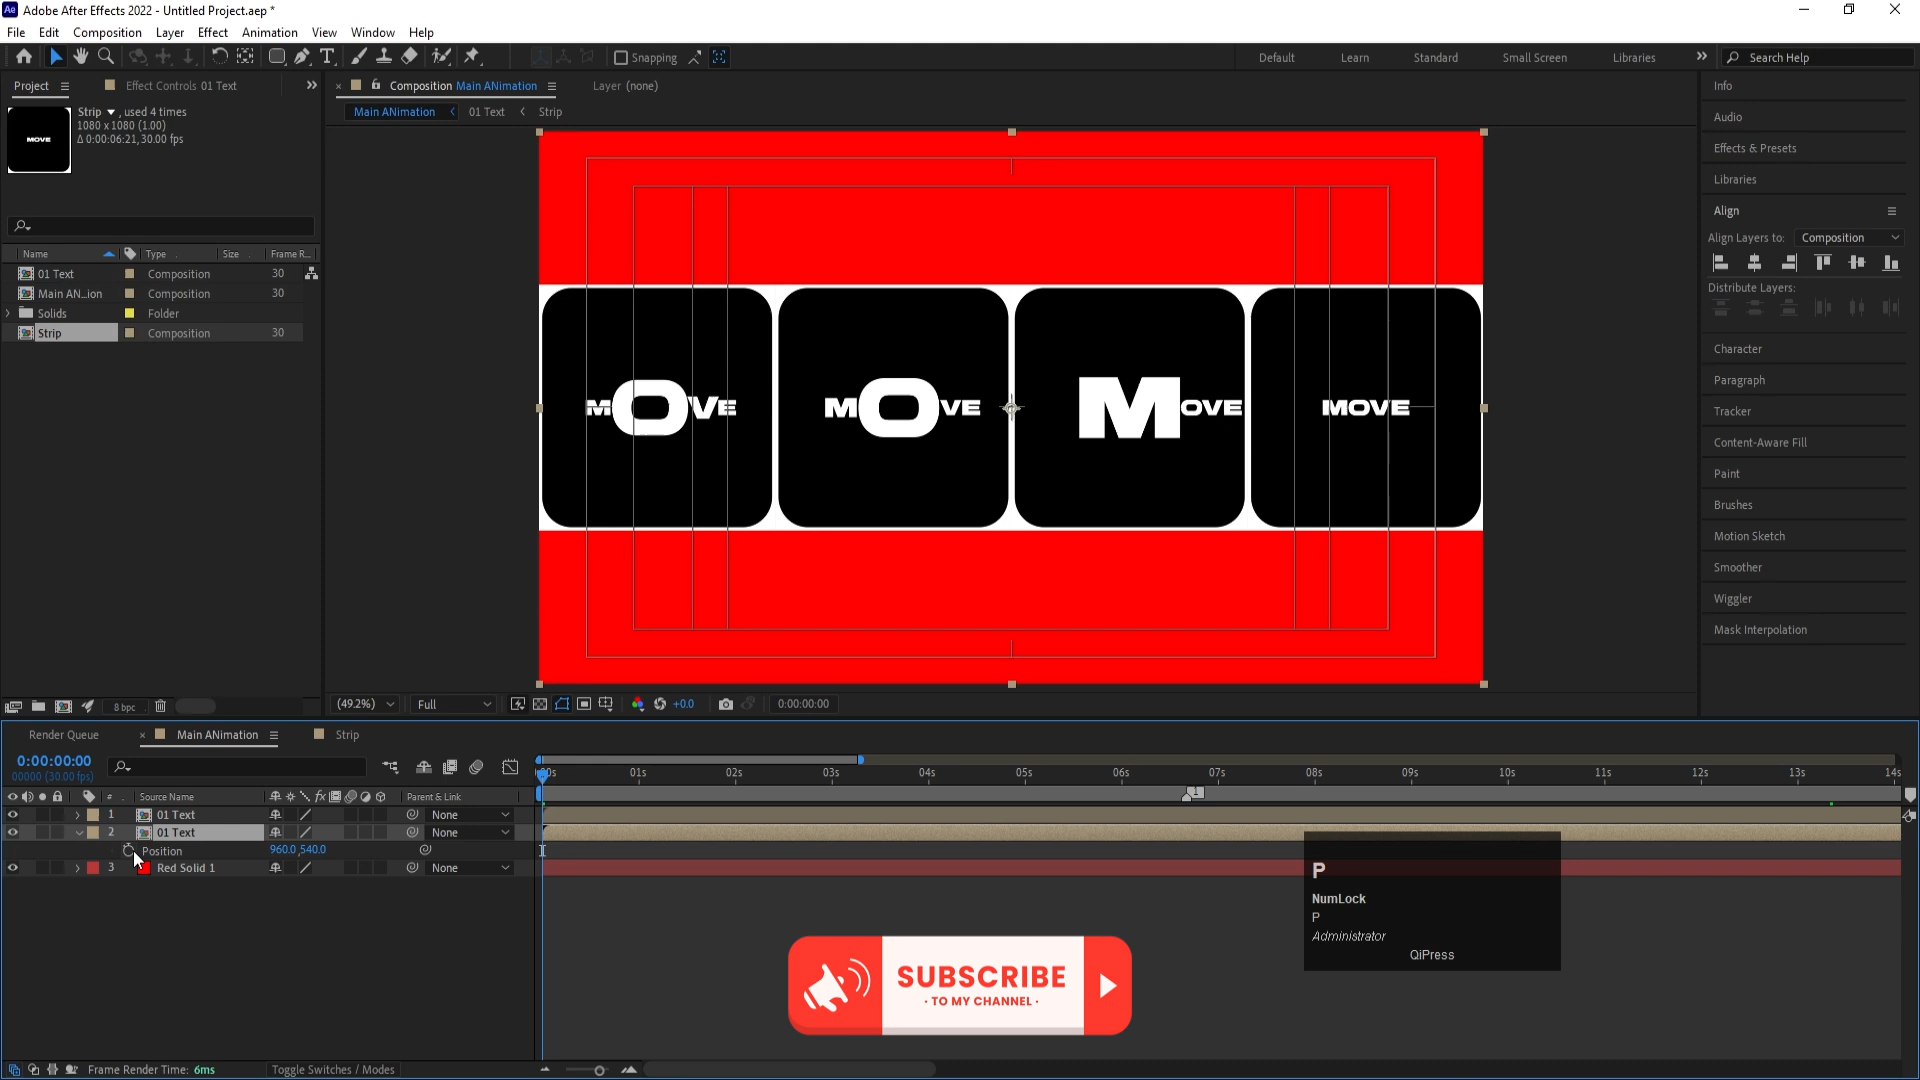 Ae Adobe After Effects 2022 - Untitled Project.aep *
File Edit Composition Layer Effect Animation View Window Help
Snapping
Default Learn Standard Small Screen Libraries Search Help
Project Effect Controls 01 Text
Composition Main ANimation Layer (none)
Main ANimation 01 Text Strip
Strip , used 4 times
1080 x 1080 (1.00)
Δ 0:00:06:21, 30.00 fps
MOVE
Name Type Size Frame R...
01 Text Composition 30
Main AN...ion Composition 30
Solids Folder
Strip Composition 30
8 bpc
MOVE MOVE MOVE MOVE
(49.2%) Full +0.0 0:00:00:00
Info
Audio
Effects & Presets
Libraries
Align
Align Layers to: Composition
Distribute Layers:
Character
Paragraph
Tracker
Content-Aware Fill
Paint
Brushes
Motion Sketch
Smoother
Wiggler
Mask Interpolation
Render Queue Main ANimation Strip
0:00:00:00
00000 (30.00 fps)
00s 01s 02s 03s 04s 05s 06s 07s 08s 09s 10s 11s 12s 13s 14s
# Source Name fx Parent & Link
1
1 01 Text None
2 01 Text None
Position 960.0,540.0
3 Red Solid 1 None
P
NumLock
P
Administrator
QiPress
SUBSCRIBE
· TO MY CHANNEL ·
Frame Render Time: 6ms Toggle Switches / Modes